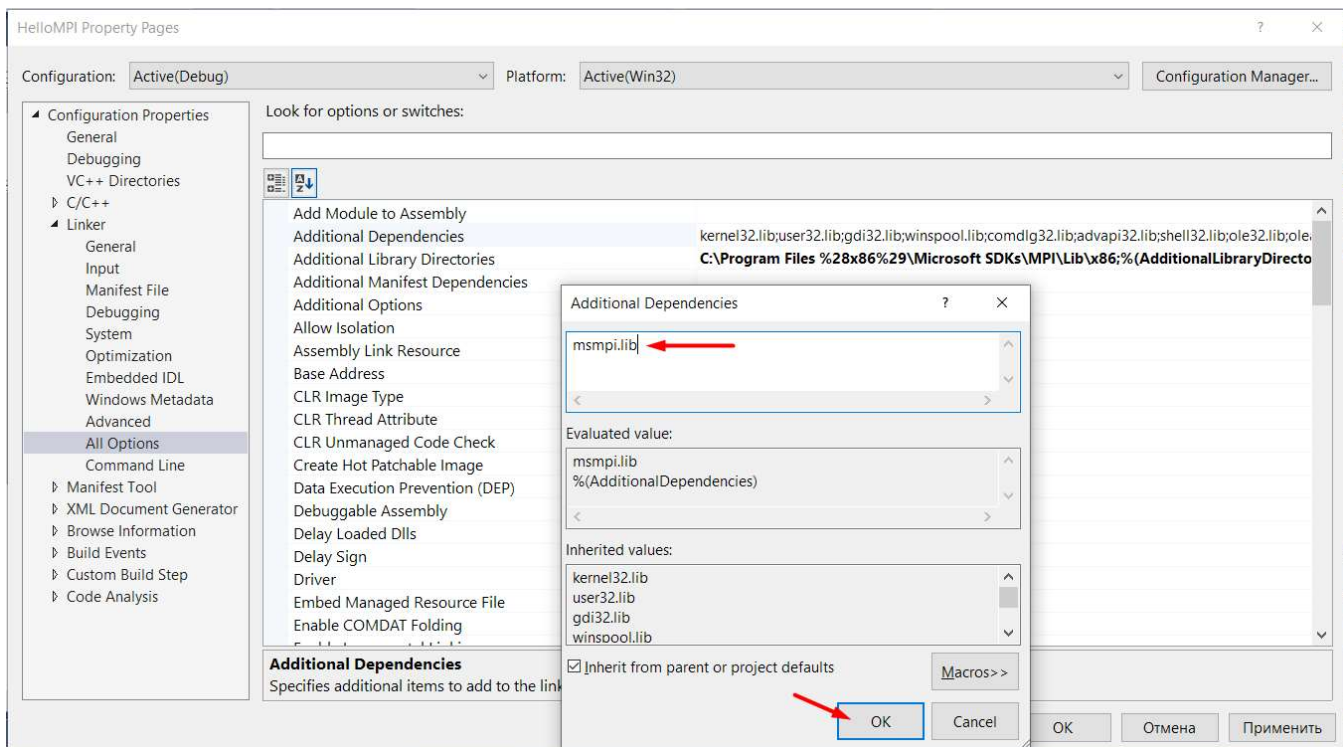 HelloMPI Property Pages
Configuration: Active(Debug) Platform: Active(Win32) Configuration Manager...
Configuration Properties
General
Debugging
VC++ Directories
C/C++
Linker
General
Input
Manifest File
Debugging
System
Optimization
Embedded IDL
Windows Metadata
Advanced
All Options
Command Line
Manifest Tool
XML Document Generator
Browse Information
Build Events
Custom Build Step
Code Analysis
Look for options or switches:
Add Module to Assembly
Additional Dependencies kernel32.lib;user32.lib;gdi32.lib;winspool.lib;comdlg32.lib;advapi32.lib;shell32.lib;ole32.lib;olea
Additional Library Directories C:\Program Files %28x86%29\Microsoft SDKs\MPI\Lib\x86;%(AdditionalLibraryDirecto
Additional Manifest Dependencies
Additional Options
Allow Isolation
Assembly Link Resource
Base Address
CLR Image Type
CLR Thread Attribute
CLR Unmanaged Code Check
Create Hot Patchable Image
Data Execution Prevention (DEP)
Debuggable Assembly
Delay Loaded Dlls
Delay Sign
Driver
Embed Managed Resource File
Enable COMDAT Folding
Additional Dependencies
Specifies additional items to add to the link
Additional Dependencies ?
msmpi.lib
Evaluated value:
msmpi.lib
%(AdditionalDependencies)
Inherited values:
kernel32.lib
user32.lib
gdi32.lib
winspool.lib
Inherit from parent or project defaults
Macros>>
OK Cancel
OK Отмена Применить